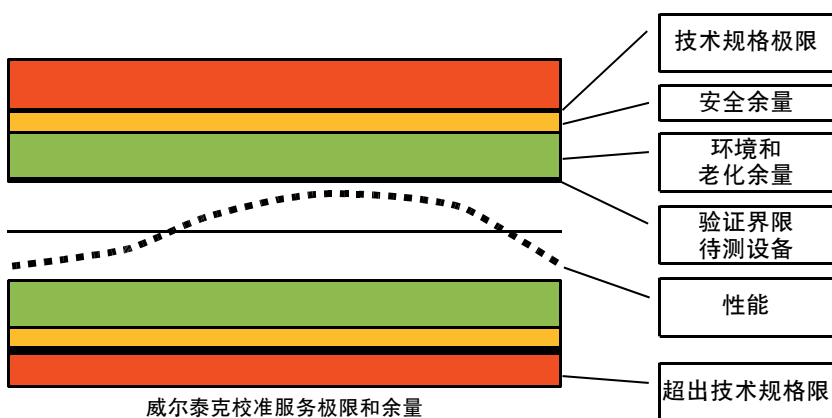 技术规格极限
安全余量
环境和
老化余量
验证界限
待测设备
性能
超出技术规格限
威尔泰克校准服务极限和余量